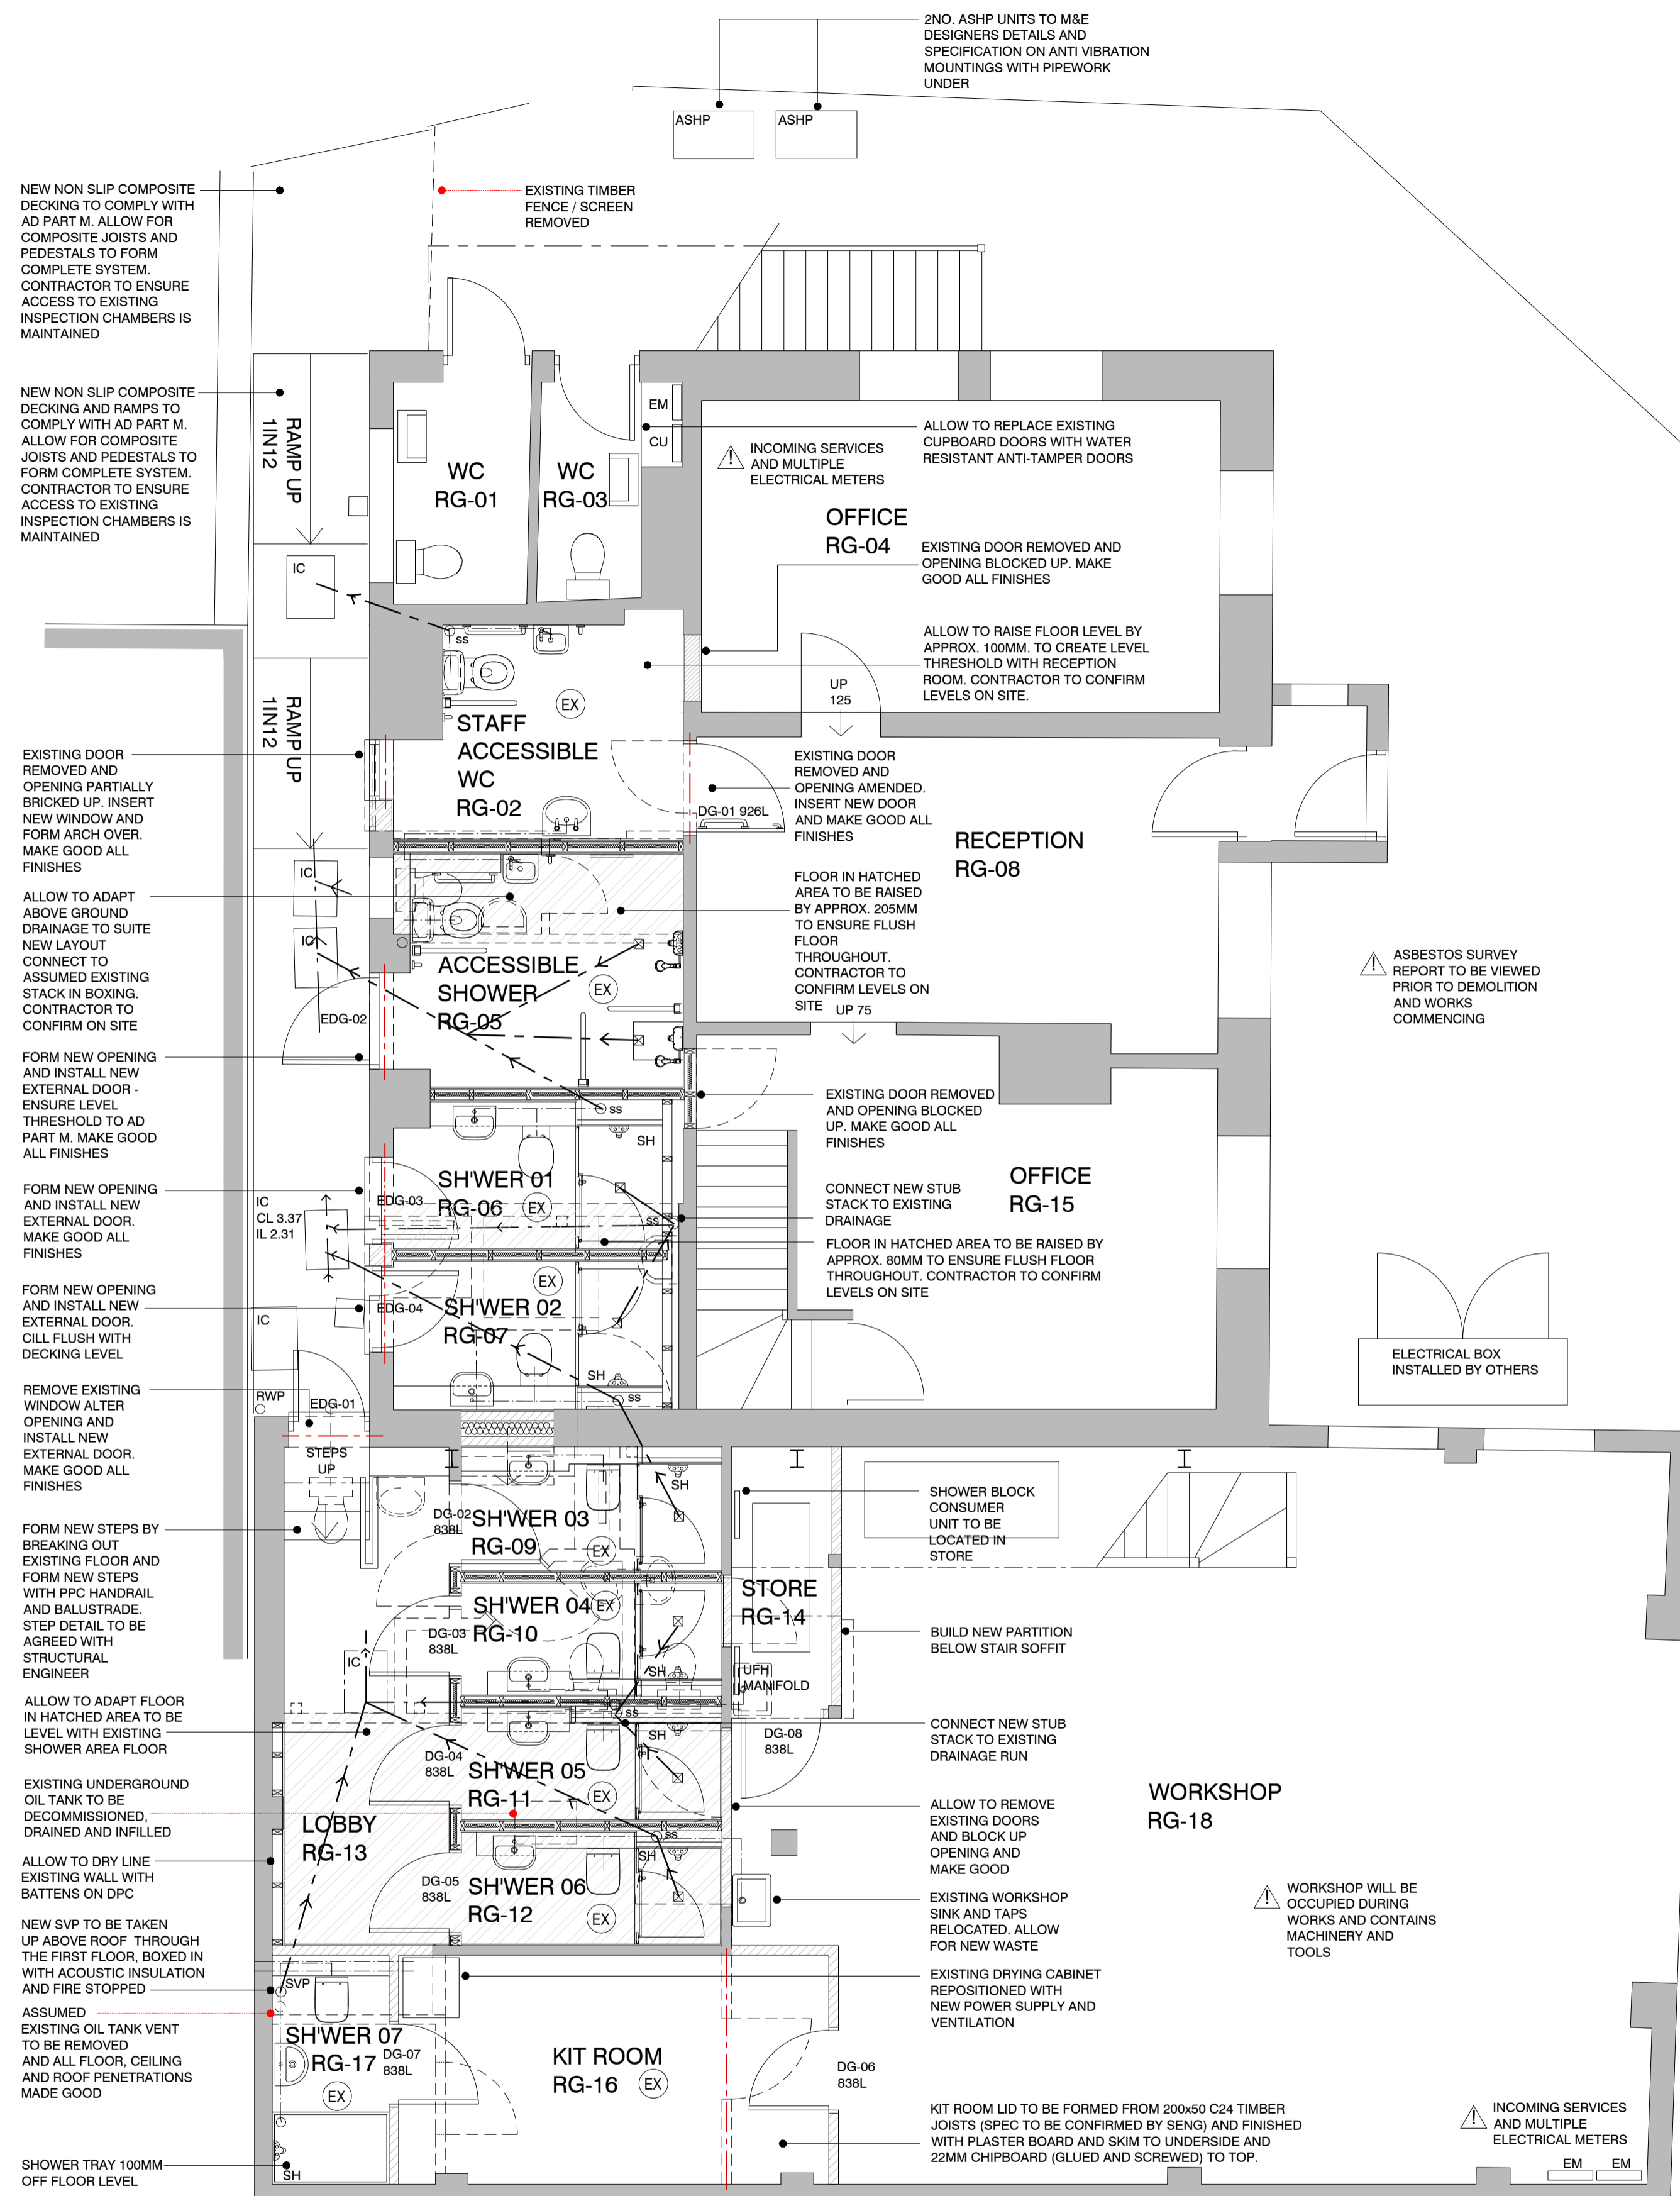 2NO. ASHP UNITS TO M&E
DESIGNERS DETAILS AND
SPECIFICATION ON ANTI VIBRATION
MOUNTINGS WITH PIPEWORK
UNDER
ASHP
ASHP
NEW NON SLIP COMPOSITE
DECKING TO COMPLY WITH
AD PART M. ALLOW FOR
COMPOSITE JOISTS AND
PEDESTALS TO FORM
COMPLETE SYSTEM.
CONTRACTOR TO ENSURE
ACCESS TO EXISTING
INSPECTION CHAMBERS IS
MAINTAINED
EXISTING TIMBER
FENCE / SCREEN
REMOVED
NEW NON SLIP COMPOSITE
DECKING AND RAMPS TO
COMPLY WITH AD PART M.
ALLOW FOR COMPOSITE
JOISTS AND PEDESTALS TO
FORM COMPLETE SYSTEM.
CONTRACTOR TO ENSURE
ACCESS TO EXISTING
INSPECTION CHAMBERS IS
MAINTAINED
RAMP UP
1IN12
WC
RG-01
WC
RG-03
EM
CU
INCOMING SERVICES
AND MULTIPLE
ELECTRICAL METERS
ALLOW TO REPLACE EXISTING
CUPBOARD DOORS WITH WATER
RESISTANT ANTI-TAMPER DOORS
OFFICE
RG-04
EXISTING DOOR REMOVED AND
OPENING BLOCKED UP. MAKE
GOOD ALL FINISHES
IC
ss
ALLOW TO RAISE FLOOR LEVEL BY
APPROX. 100MM. TO CREATE LEVEL
THRESHOLD WITH RECEPTION
ROOM. CONTRACTOR TO CONFIRM
LEVELS ON SITE.
UP
125
EX
RAMP UP
1IN12
STAFF
ACCESSIBLE
WC
RG-02
EXISTING DOOR
REMOVED AND
OPENING PARTIALLY
BRICKED UP. INSERT
NEW WINDOW AND
FORM ARCH OVER.
MAKE GOOD ALL
FINISHES
EXISTING DOOR
REMOVED AND
OPENING AMENDED.
INSERT NEW DOOR
AND MAKE GOOD ALL
FINISHES
DG-01 926L
RECEPTION
RG-08
IC
IC
ALLOW TO ADAPT
ABOVE GROUND
DRAINAGE TO SUITE
NEW LAYOUT
CONNECT TO
ASSUMED EXISTING
STACK IN BOXING.
CONTRACTOR TO
CONFIRM ON SITE
FLOOR IN HATCHED
AREA TO BE RAISED
BY APPROX. 205MM
TO ENSURE FLUSH
FLOOR
THROUGHOUT.
CONTRACTOR TO
CONFIRM LEVELS ON
SITE
UP 75
ACCESSIBLE
SHOWER
RG-05
EX
EDG-02
ASBESTOS SURVEY
REPORT TO BE VIEWED
PRIOR TO DEMOLITION
AND WORKS
COMMENCING
FORM NEW OPENING
AND INSTALL NEW
EXTERNAL DOOR -
ENSURE LEVEL
THRESHOLD TO AD
PART M. MAKE GOOD
ALL FINISHES
EXISTING DOOR REMOVED
AND OPENING BLOCKED
UP. MAKE GOOD ALL
FINISHES
ss
SH
SH'WER 01
RG-06
EX
EDG-03
ss
OFFICE
RG-15
FORM NEW OPENING
AND INSTALL NEW
EXTERNAL DOOR.
MAKE GOOD ALL
FINISHES
IC
CL 3.37
IL 2.31
CONNECT NEW STUB
STACK TO EXISTING
DRAINAGE
FLOOR IN HATCHED AREA TO BE RAISED BY
APPROX. 80MM TO ENSURE FLUSH FLOOR
THROUGHOUT. CONTRACTOR TO CONFIRM
LEVELS ON SITE
FORM NEW OPENING
AND INSTALL NEW
EXTERNAL DOOR.
CILL FLUSH WITH
DECKING LEVEL
IC
EDG-04
EX
SH'WER 02
RG-07
SH
ss
ELECTRICAL BOX
INSTALLED BY OTHERS
REMOVE EXISTING
WINDOW ALTER
OPENING AND
INSTALL NEW
EXTERNAL DOOR.
MAKE GOOD ALL
FINISHES
RWP
EDG-01
STEPS
UP
SH
DG-02
838L
SH'WER 03
RG-09
EX
SHOWER BLOCK
CONSUMER
UNIT TO BE
LOCATED IN
STORE
FORM NEW STEPS BY
BREAKING OUT
EXISTING FLOOR AND
FORM NEW STEPS
WITH PPC HANDRAIL
AND BALUSTRADE.
STEP DETAIL TO BE
AGREED WITH
STRUCTURAL
ENGINEER
STORE
RG-14
SH'WER 04
RG-10
EX
DG-03
838L
IC
SH
UFH
MANIFOLD
BUILD NEW PARTITION
BELOW STAIR SOFFIT
ALLOW TO ADAPT FLOOR
IN HATCHED AREA TO BE
LEVEL WITH EXISTING
SHOWER AREA FLOOR
ss
SH
CONNECT NEW STUB
STACK TO EXISTING
DRAINAGE RUN
DG-08
838L
DG-04
838L
SH'WER 05
RG-11
EX
WORKSHOP
RG-18
EXISTING UNDERGROUND
OIL TANK TO BE
DECOMMISSIONED,
DRAINED AND INFILLED
LOBBY
RG-13
ALLOW TO REMOVE
EXISTING DOORS
AND BLOCK UP
OPENING AND
MAKE GOOD
ss
SH
ALLOW TO DRY LINE
EXISTING WALL WITH
BATTENS ON DPC
DG-05
838L
SH'WER 06
RG-12
EX
EXISTING WORKSHOP
SINK AND TAPS
RELOCATED. ALLOW
FOR NEW WASTE
WORKSHOP WILL BE
OCCUPIED DURING
WORKS AND CONTAINS
MACHINERY AND
TOOLS
NEW SVP TO BE TAKEN
UP ABOVE ROOF THROUGH
THE FIRST FLOOR, BOXED IN
WITH ACOUSTIC INSULATION
AND FIRE STOPPED
SVP
EXISTING DRYING CABINET
REPOSITIONED WITH
NEW POWER SUPPLY AND
VENTILATION
ASSUMED
EXISTING OIL TANK VENT
TO BE REMOVED
AND ALL FLOOR, CEILING
AND ROOF PENETRATIONS
MADE GOOD
SH'WER 07
RG-17
EX
DG-07
838L
KIT ROOM
RG-16
EX
DG-06
838L
KIT ROOM LID TO BE FORMED FROM 200x50 C24 TIMBER
JOISTS (SPEC TO BE CONFIRMED BY SENG) AND FINISHED
WITH PLASTER BOARD AND SKIM TO UNDERSIDE AND
22MM CHIPBOARD (GLUED AND SCREWED) TO TOP.
INCOMING SERVICES
AND MULTIPLE
ELECTRICAL METERS
EM
EM
SHOWER TRAY 100MM
OFF FLOOR LEVEL
SH